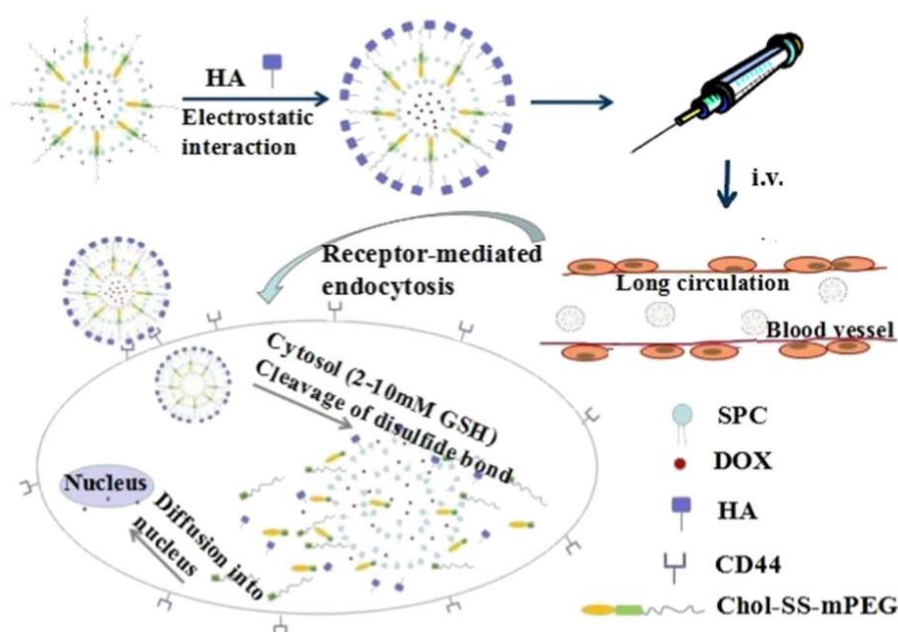 HA
Electrostatic
interaction
i.v.
Receptor-mediated
endocytosis
Long circulation
Blood vessel
Cytosol (2-10mM GSH)
Cleavage of disulfide bond
Nucleus
Diffusion into
nucleus
SPC
DOX
HA
CD44
Chol-SS-mPEG